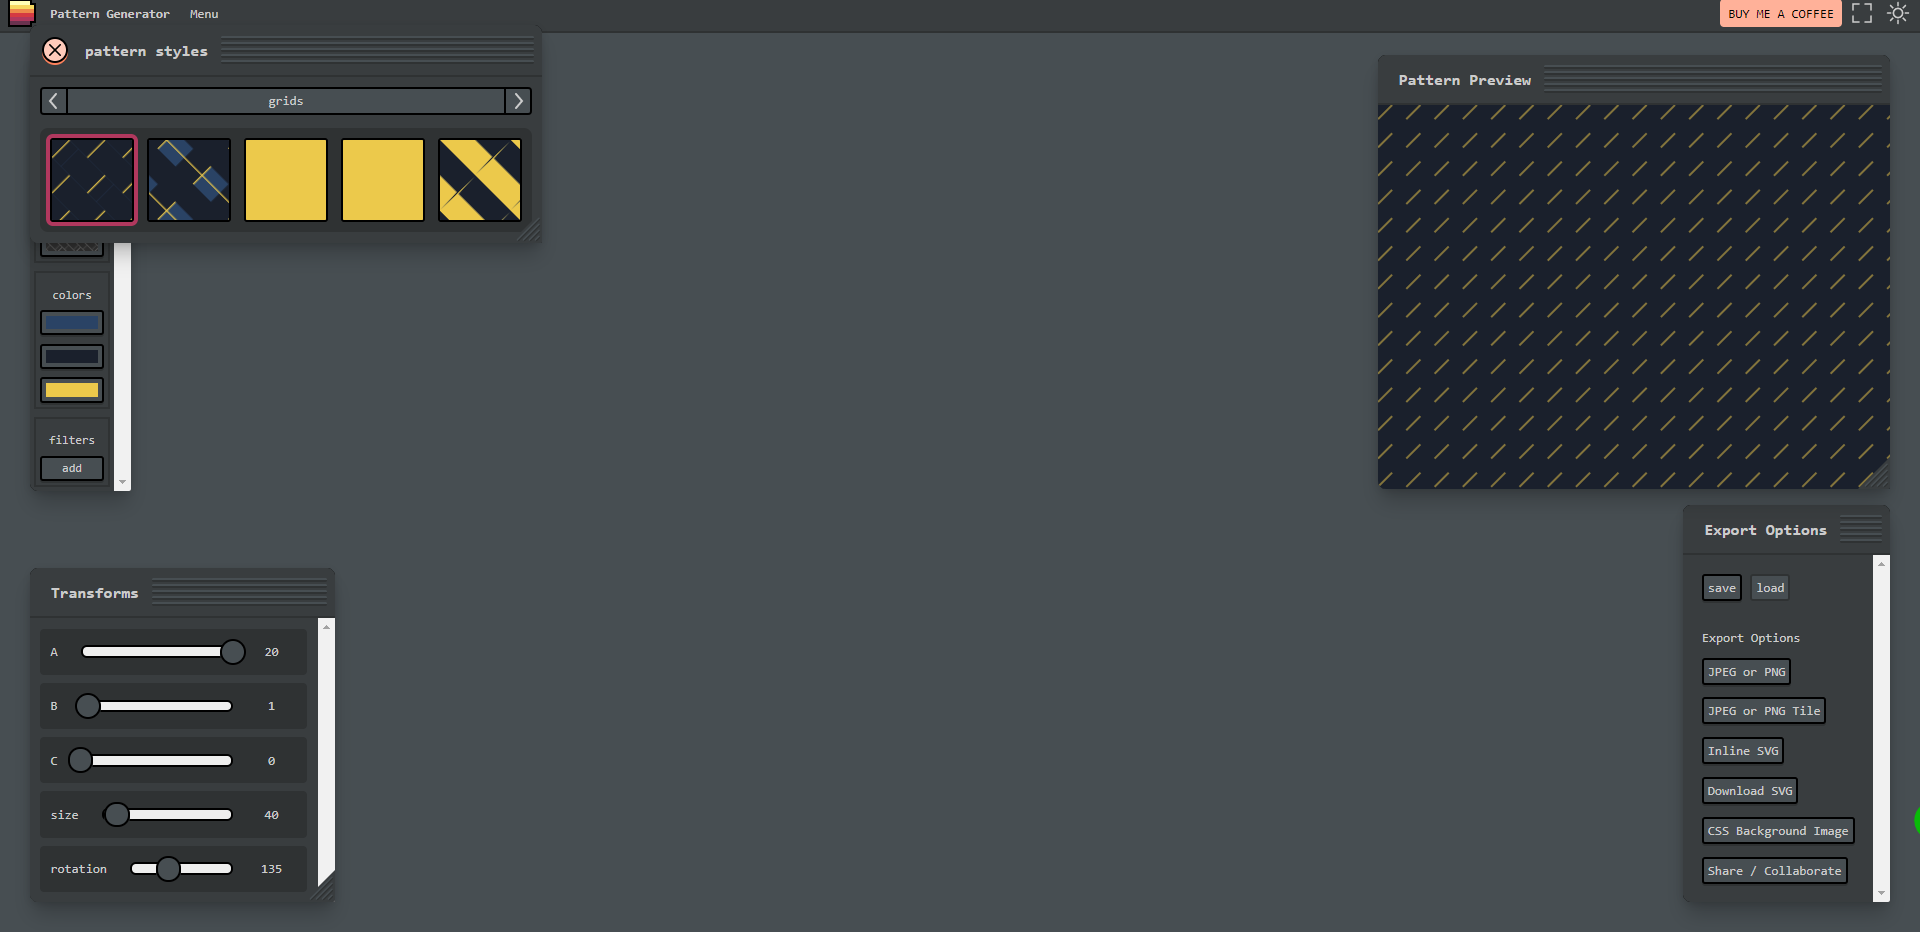 Pattern Generator Menu
BUY ME A COFFEE
pattern styles
grids
colors
filters
add
Pattern Preview
Transforms
A 20
B 1
C 0
size 40
rotation 135
Export Options
save load
Export Options
JPEG or PNG
JPEG or PNG Tile
Inline SVG
Download SVG
CSS Background Image
Share / Collaborate